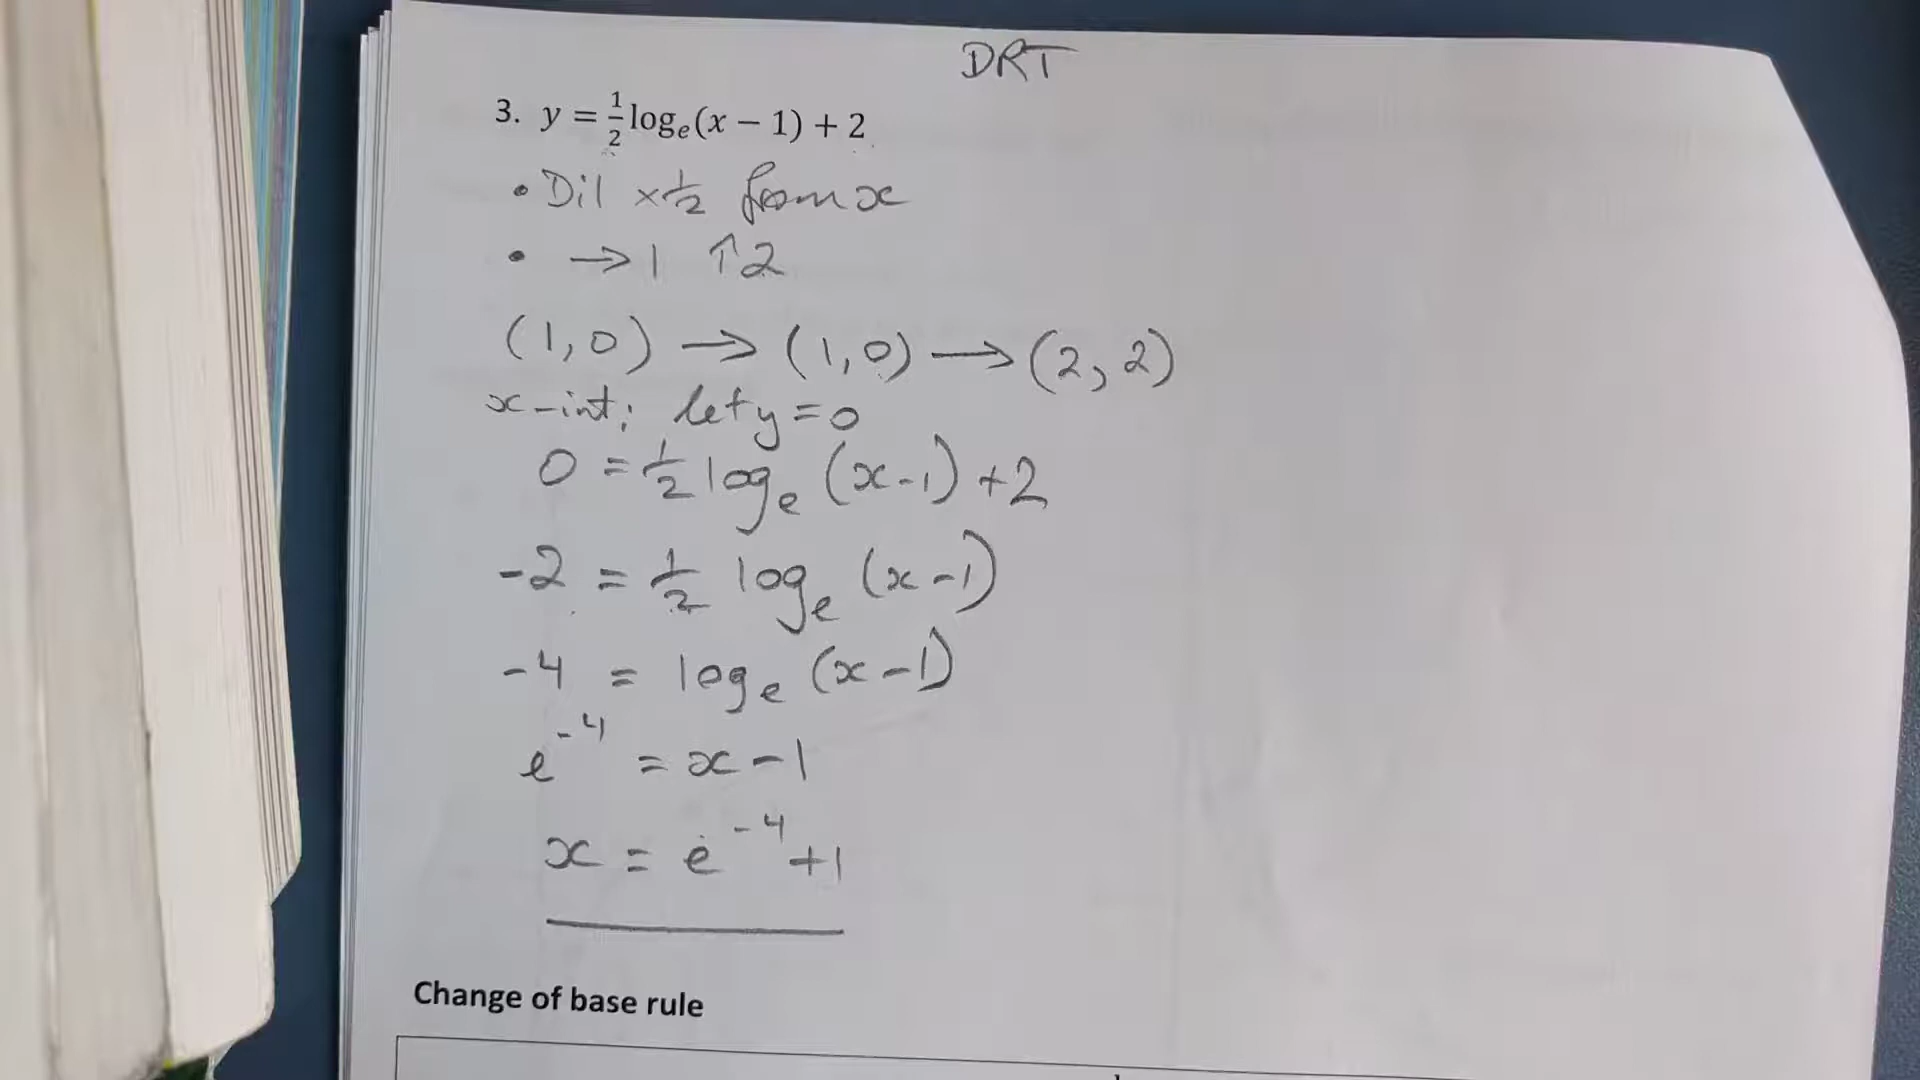 DRT
3. y = 1/2 logₑ(x − 1) + 2
• Dil ×1/2 from x
• →1 ↑2
(1,0) → (1,0) → (2,2)
x-int: let y=0
0 = 1/2 logₑ (x-1) +2
-2 = 1/2 logₑ (x-1)
-4 = logₑ (x-1)
e⁻⁴ = x-1
x = e⁻⁴ +1
Change of base rule